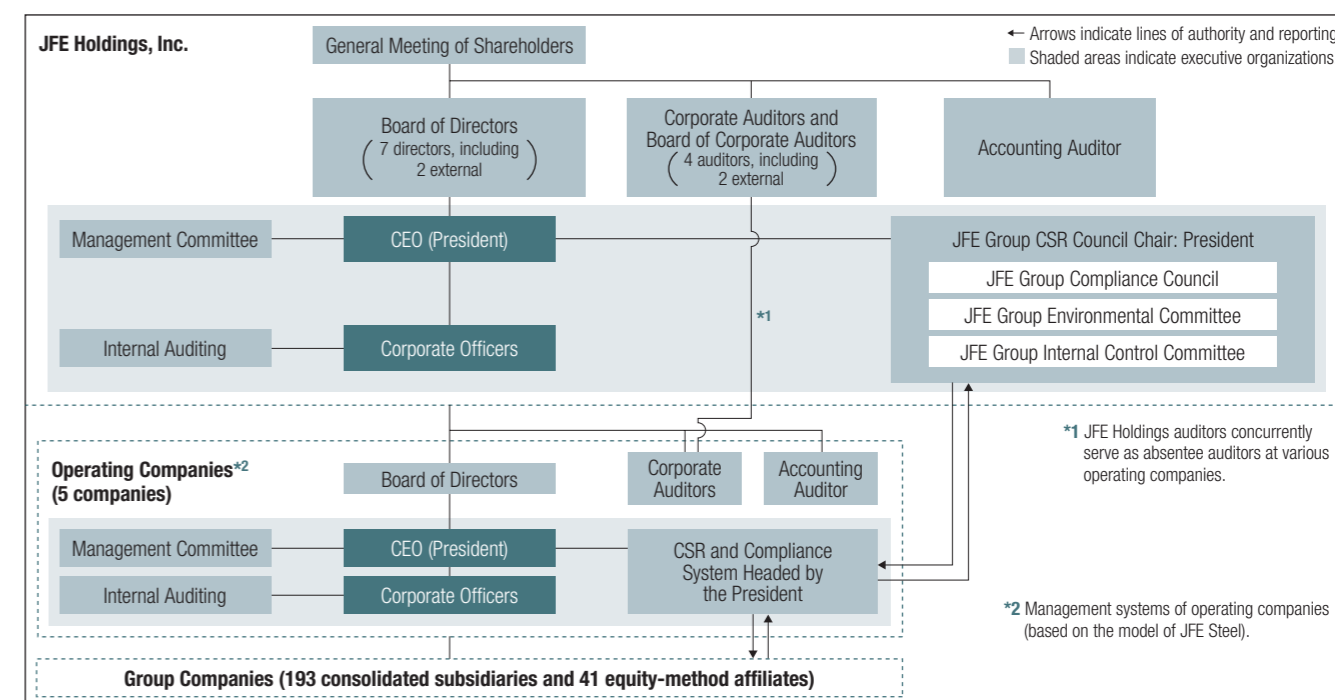 JFE Holdings, Inc.
General Meeting of Shareholders
← Arrows indicate lines of authority and reporting
Shaded areas indicate executive organizations
Board of Directors
( 7 directors, including
2 external )
Corporate Auditors and
Board of Corporate Auditors
( 4 auditors, including
2 external )
Accounting Auditor
Management Committee
CEO (President)
JFE Group CSR Council Chair: President
JFE Group Compliance Council
JFE Group Environmental Committee
JFE Group Internal Control Committee
*1
Internal Auditing
Corporate Officers
*1 JFE Holdings auditors concurrently
serve as absentee auditors at various
operating companies.
Operating Companies*2
(5 companies)
Board of Directors
Corporate
Auditors
Accounting
Auditor
Management Committee
CEO (President)
CSR and Compliance
System Headed by
the President
Internal Auditing
Corporate Officers
*2 Management systems of operating companies
(based on the model of JFE Steel).
Group Companies (193 consolidated subsidiaries and 41 equity-method affiliates)